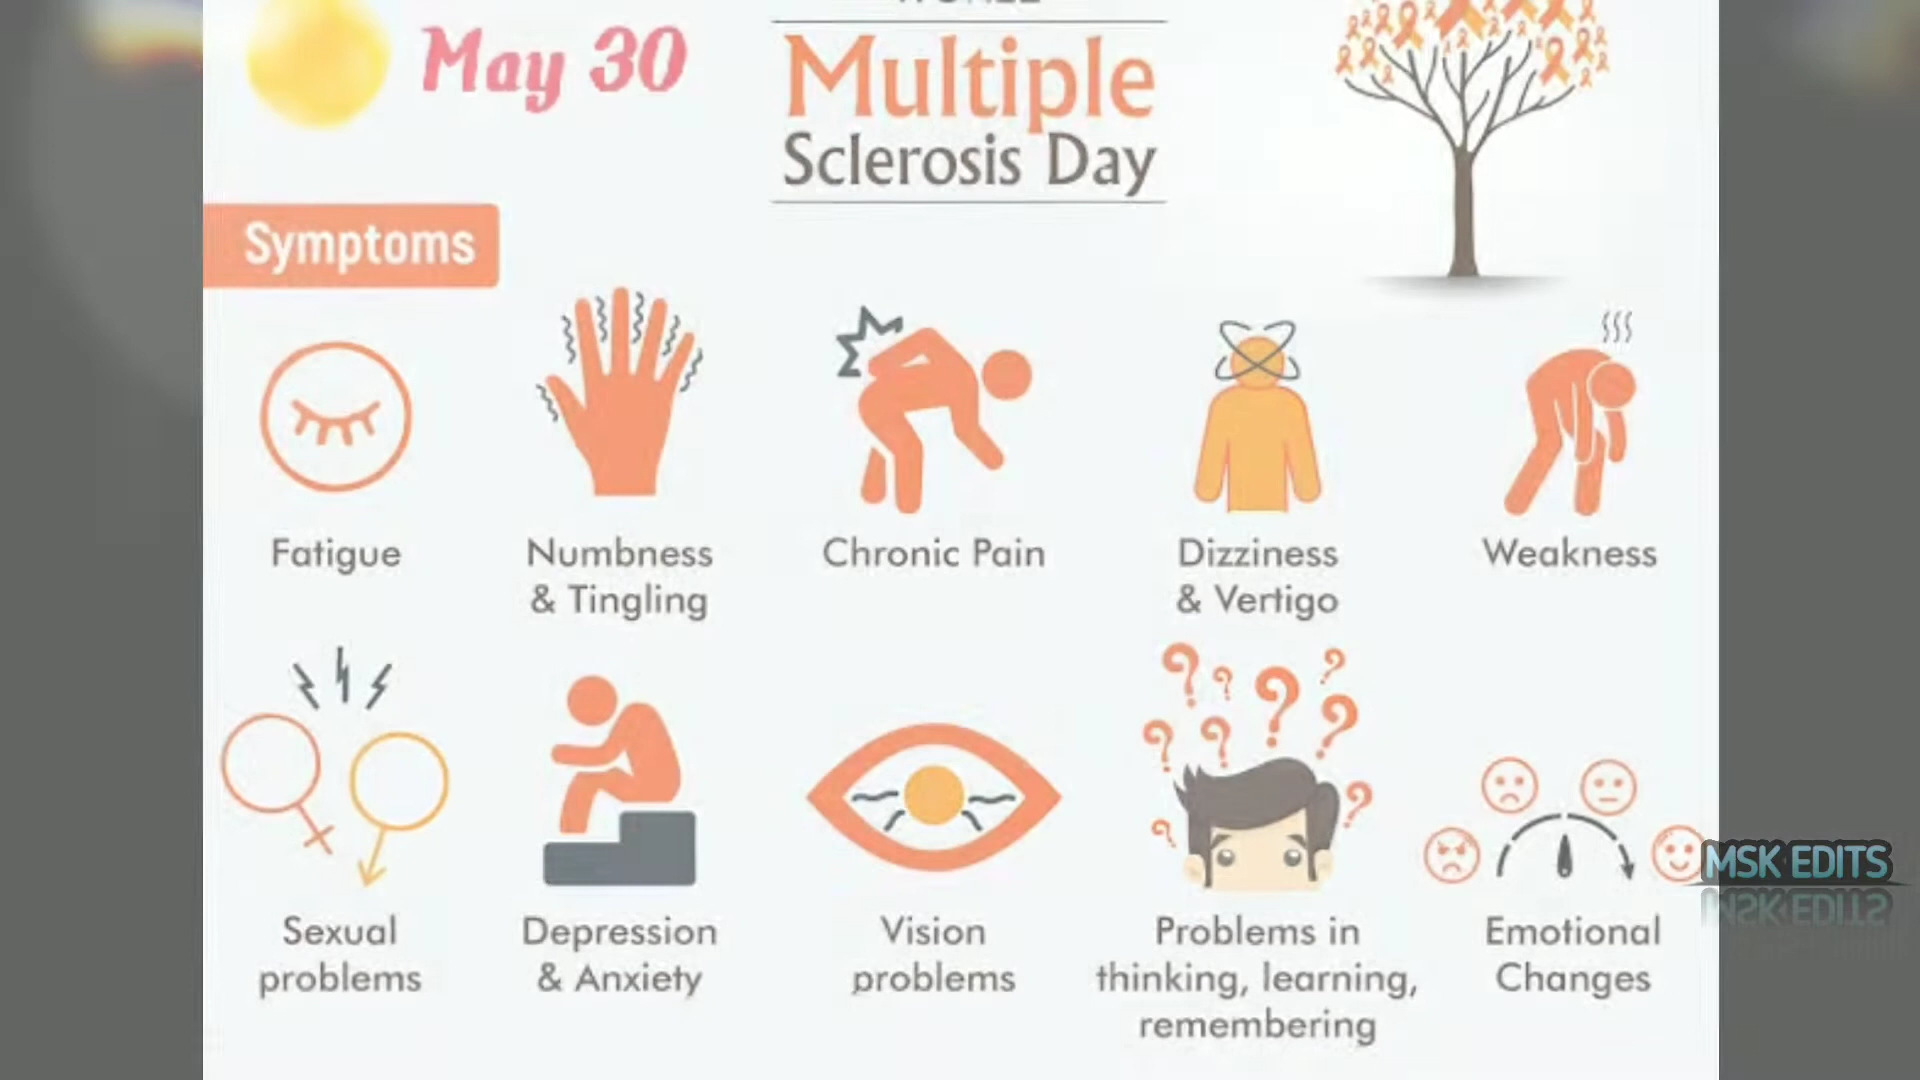 May 30
Multiple
Sclerosis Day
Symptoms
Fatigue
Numbness
& Tingling
Chronic Pain
Dizziness
& Vertigo
Weakness
Sexual
problems
Depression
& Anxiety
Vision
problems
Problems in
thinking, learning,
remembering
Emotional
Changes
MSK EDITS